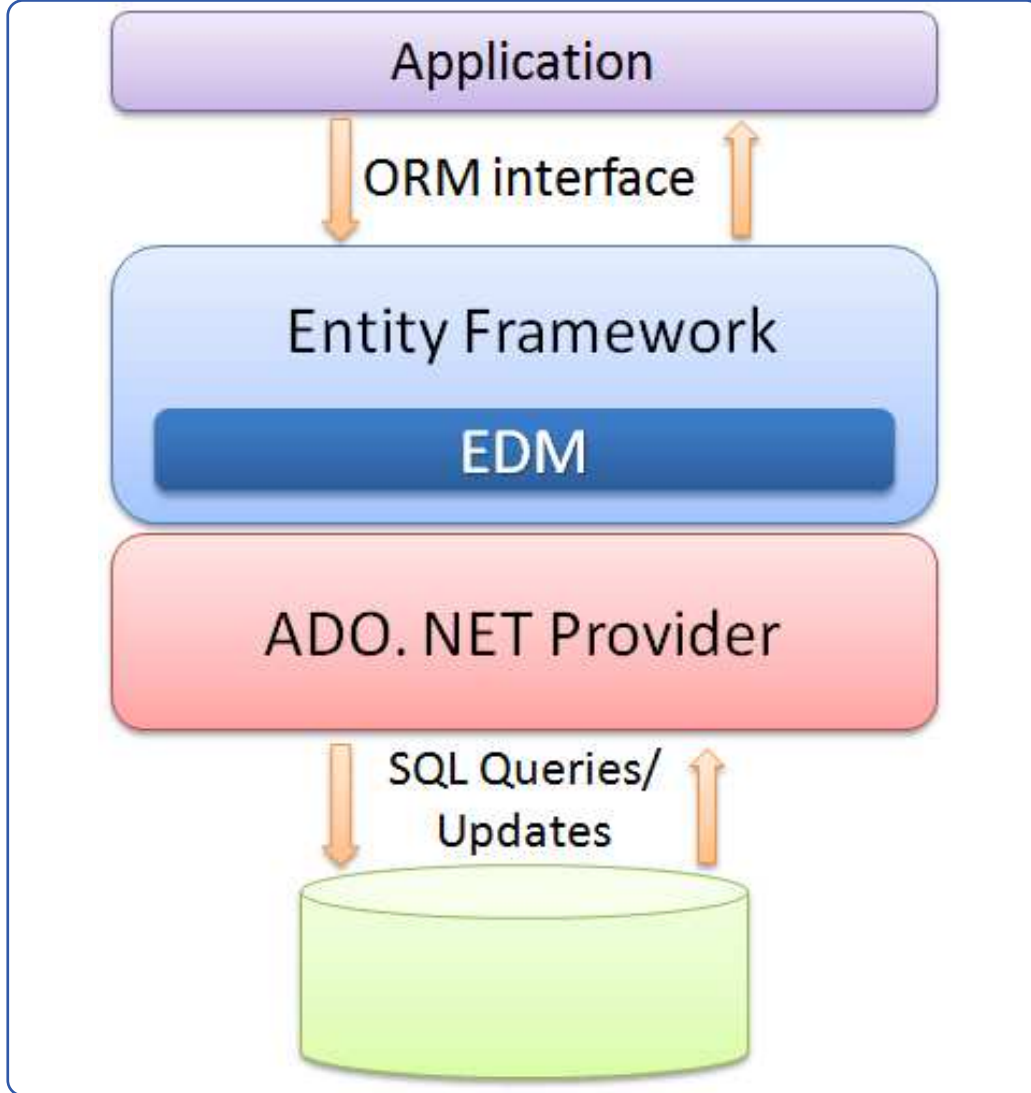 Application
ORM interface
Entity Framework
EDM
ADO. NET Provider
SQL Queries/
Updates